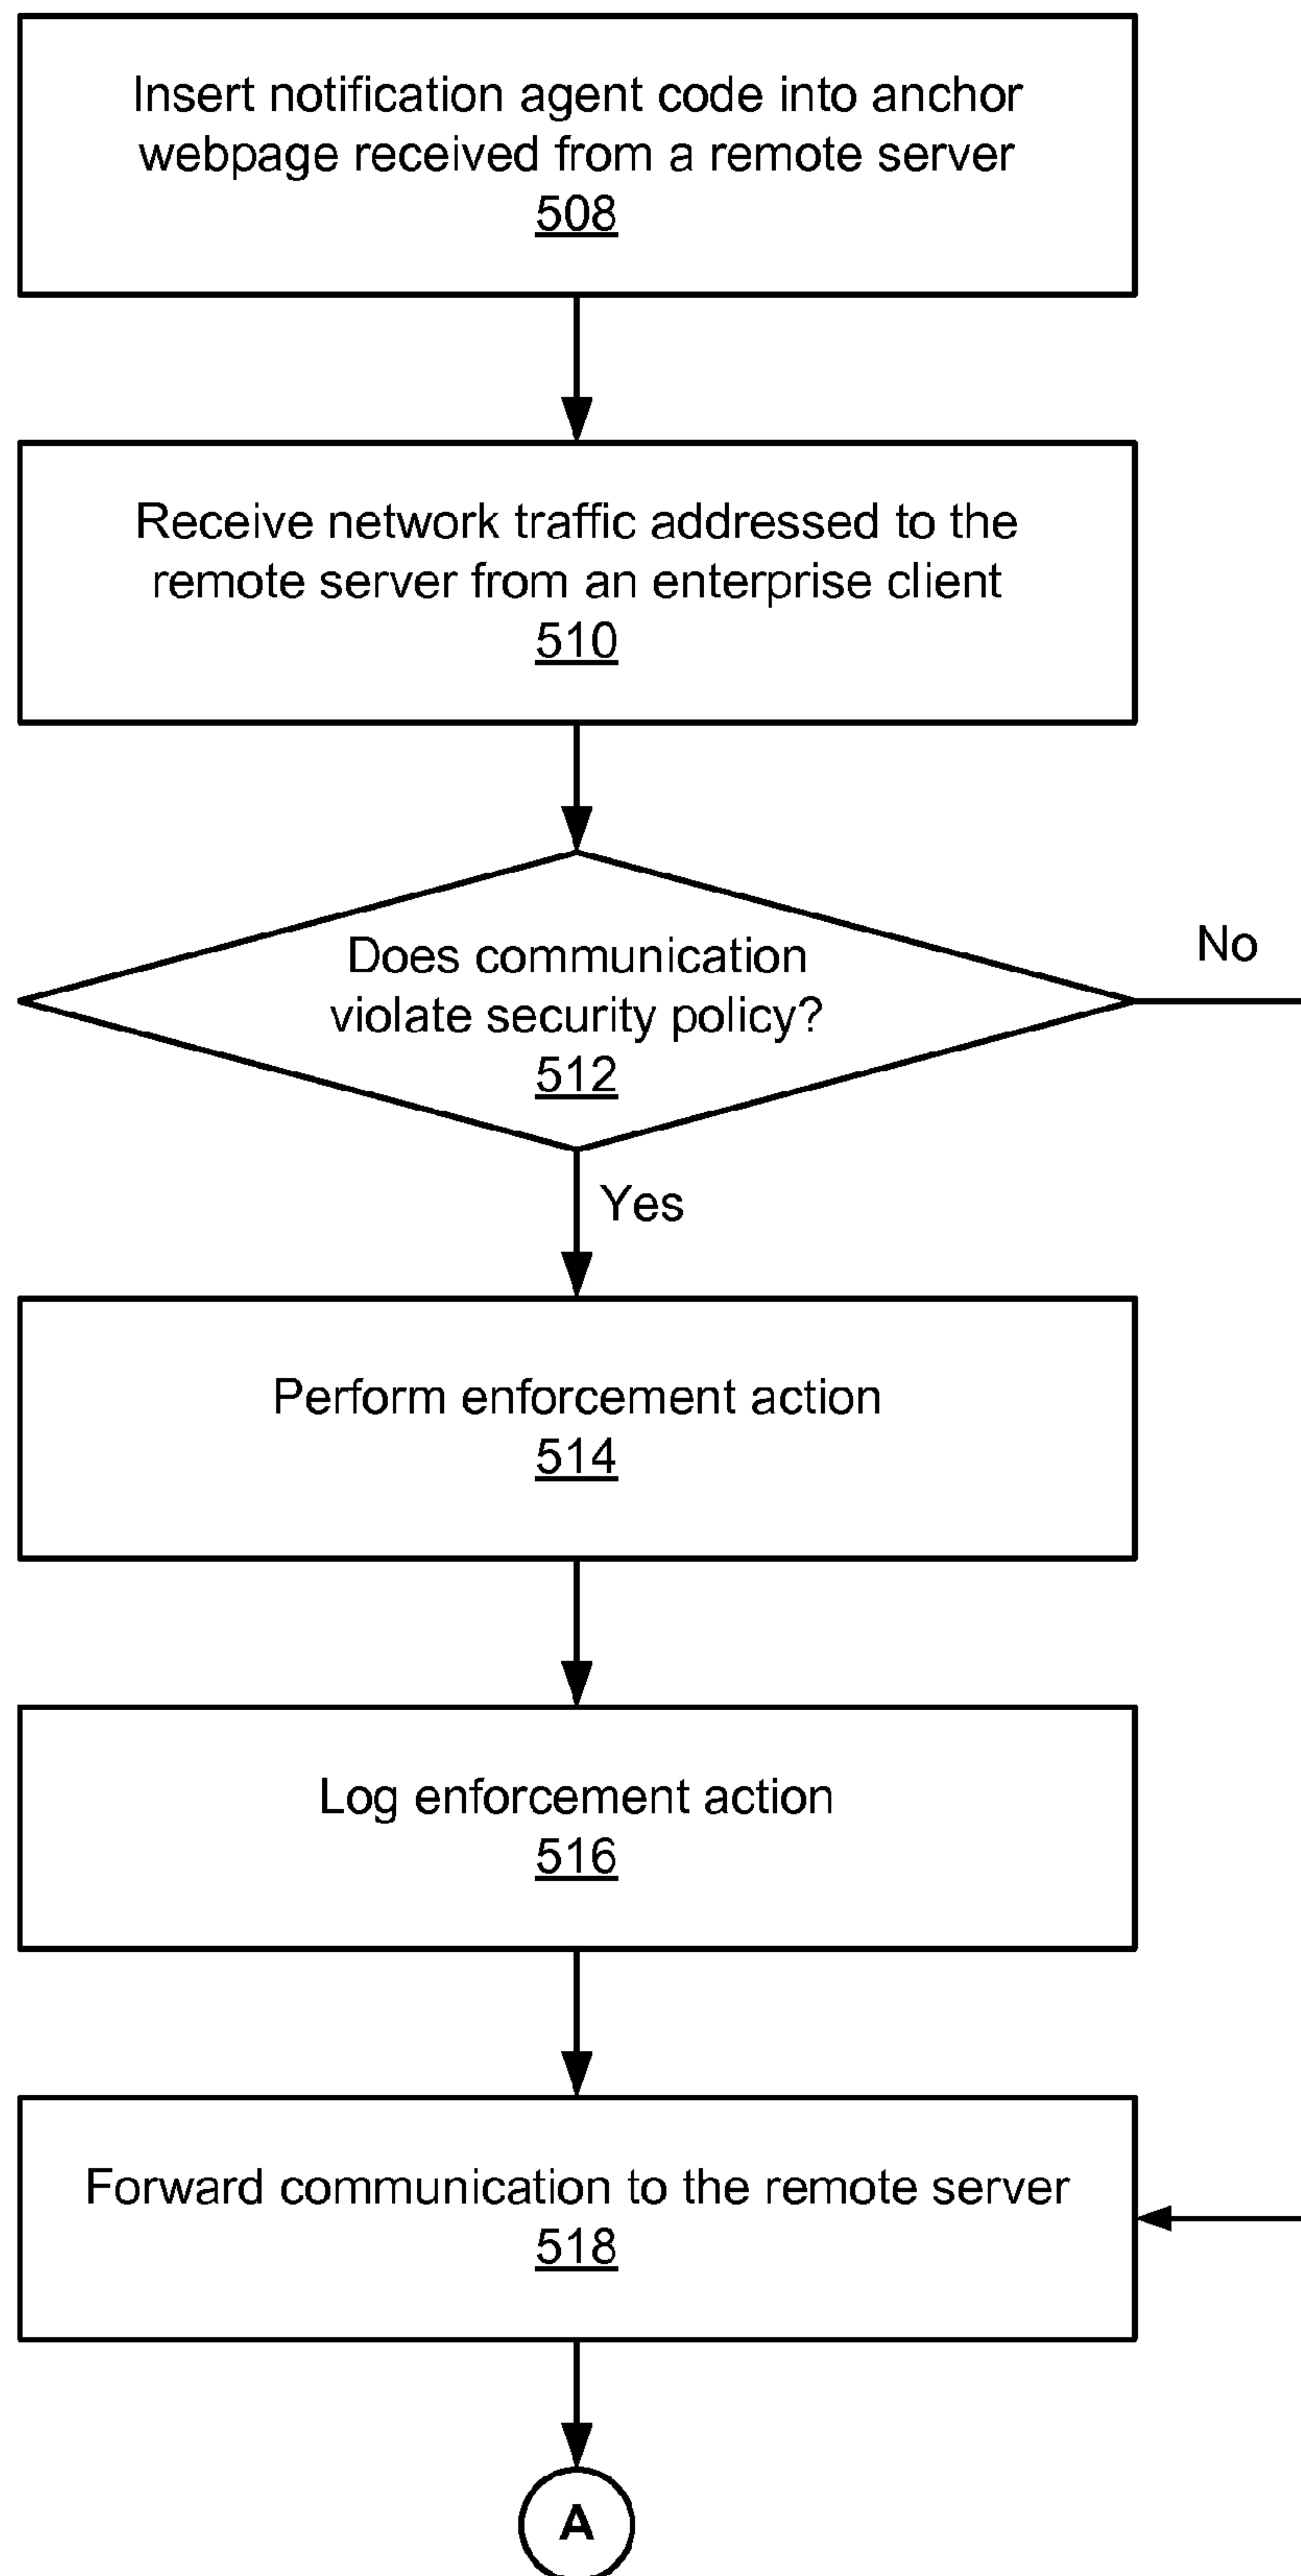 Insert notification agent code into anchor
webpage received from a remote server
508
Receive network traffic addressed to the
remote server from an enterprise client
510
Does communication
violate security policy?
512
No
Yes
Perform enforcement action
514
Log enforcement action
516
Forward communication to the remote server
518
A